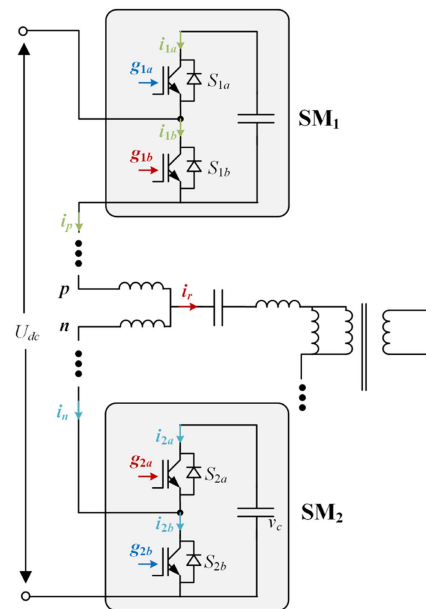 i1a
g1a
S1a
SM1
i1b
g1b
S1b
ip
p
ir
n
Udc
in
i2a
g2a
S2a
SM2
i2b
vc
g2b
S2b